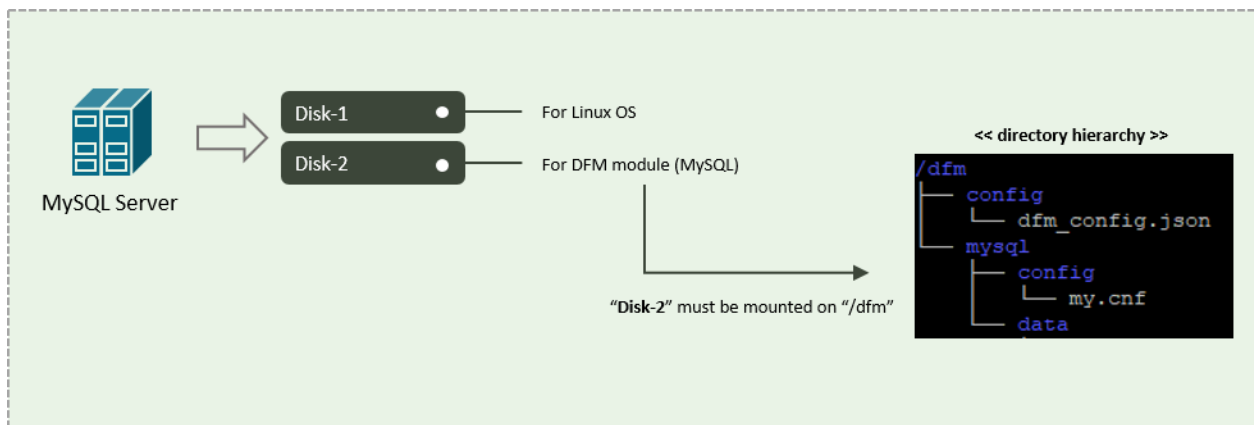 MySQL Server
Disk-1
For Linux OS
Disk-2
For DFM module (MySQL)
“Disk-2” must be mounted on “/dfm”
<< directory hierarchy >>
/dfm
├── config
│   └── dfm_config.json
└── mysql
    ├── config
    │   └── my.cnf
    └── data